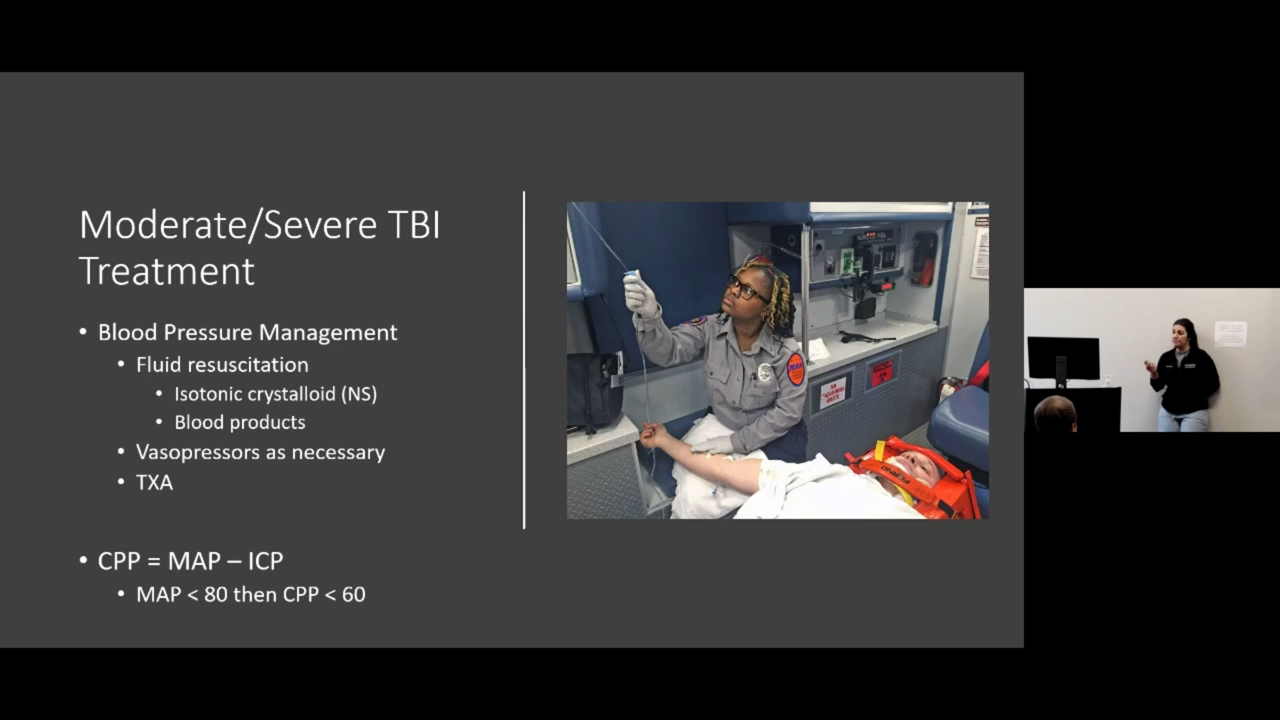 Moderate/Severe TBI
Treatment
• Blood Pressure Management
• Fluid resuscitation
• Isotonic crystalloid (NS)
• Blood products
• Vasopressors as necessary
• TXA
• CPP = MAP – ICP
• MAP < 80 then CPP < 60
FERNO